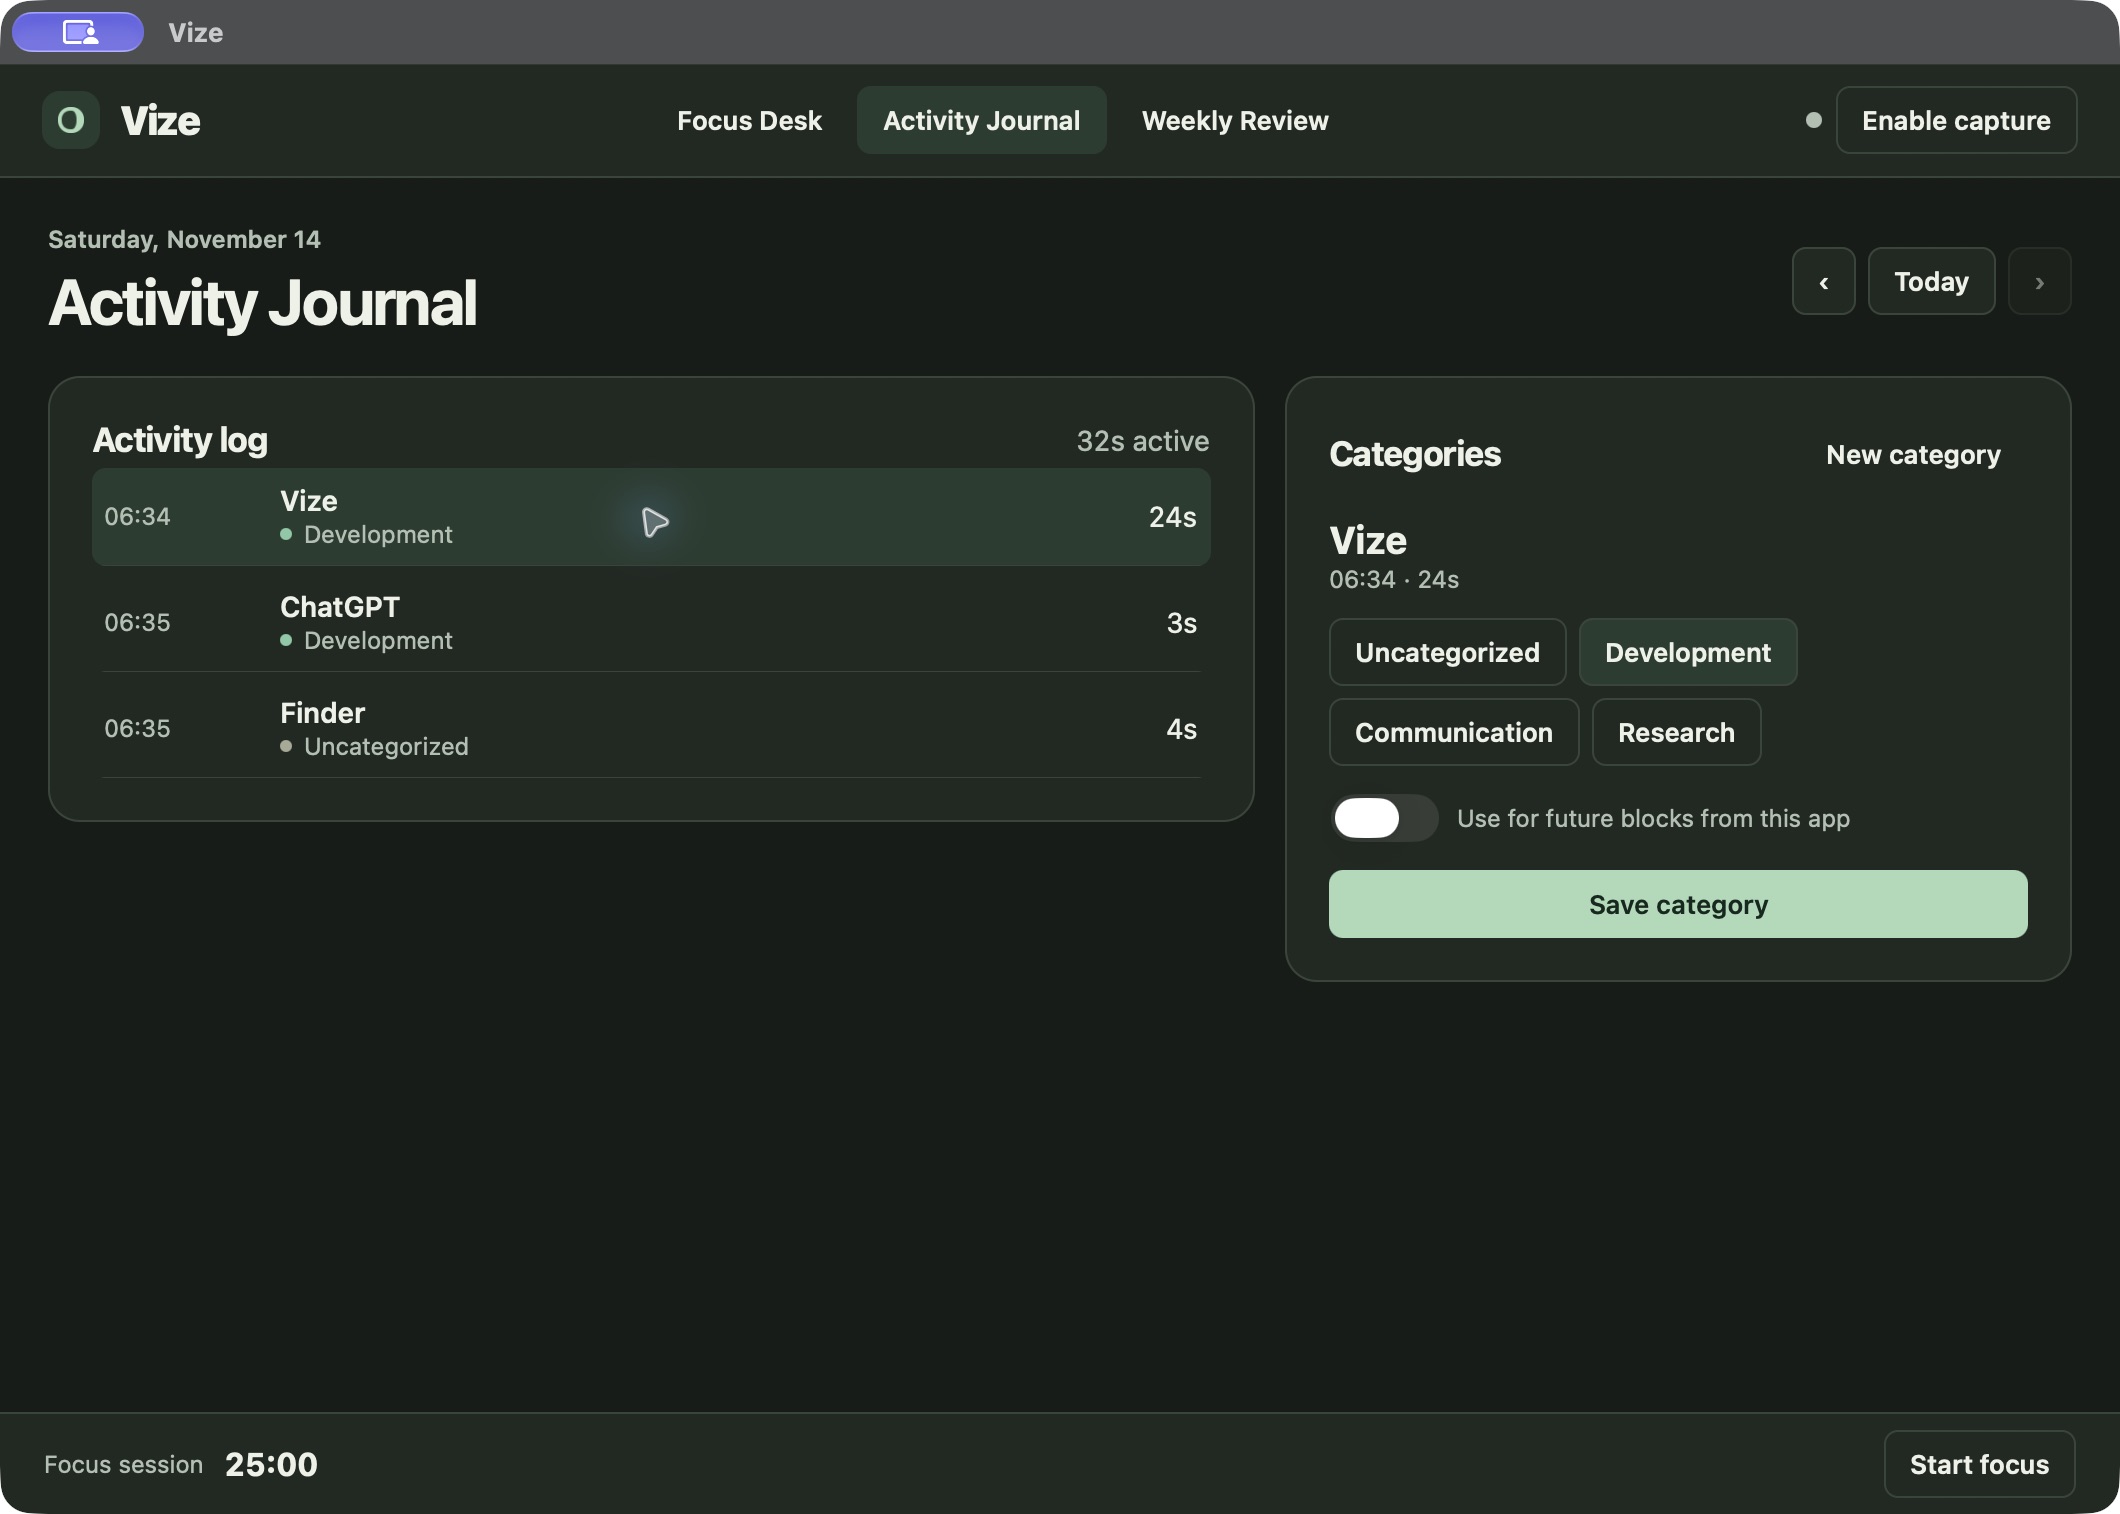 Vize
O Vize
Focus Desk
Activity Journal
Weekly Review
Enable capture
Saturday, November 14
Activity Journal
‹
Today
›
Activity log
32s active
06:34
Vize
Development
24s
06:35
ChatGPT
Development
3s
06:35
Finder
Uncategorized
4s
Categories
New category
Vize
06:34 · 24s
Uncategorized
Development
Communication
Research
Use for future blocks from this app
Save category
Focus session 25:00
Start focus